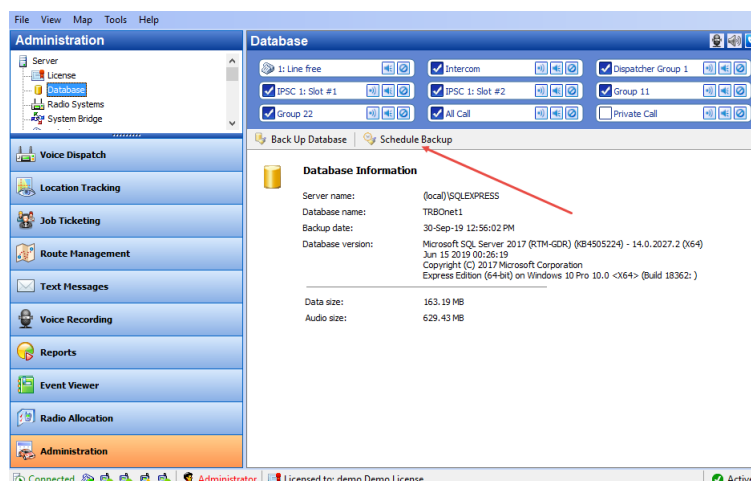 File View Map Tools Help
Administration
Server
License
Database
Radio Systems
System Bridge
Voice Dispatch
Location Tracking
Job Ticketing
Route Management
Text Messages
Voice Recording
Reports
Event Viewer
Radio Allocation
Administration
Database
1: Line free
Intercom
Dispatcher Group 1
IPSC 1: Slot #1
IPSC 1: Slot #2
Group 11
Group 22
All Call
Private Call
Back Up Database
Schedule Backup
Database Information
Server name: (local)\SQLEXPRESS
Database name: TRBOnet1
Backup date: 30-Sep-19 12:56:02 PM
Database version: Microsoft SQL Server 2017 (RTM-GDR) (KB4505224) - 14.0.2027.2 (X64)
Jun 15 2019 00:26:19
Copyright (C) 2017 Microsoft Corporation
Express Edition (64-bit) on Windows 10 Pro 10.0 <X64> (Build 18362: )
Data size: 163.19 MB
Audio size: 629.43 MB
Connected Administrator Licensed to: demo Demo License